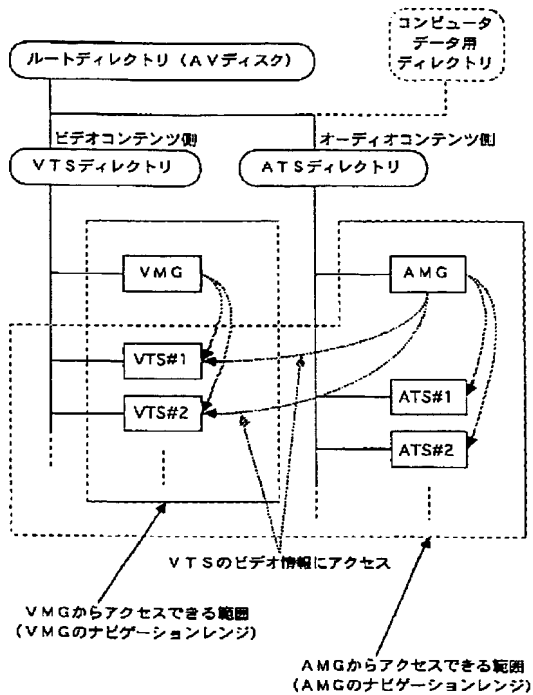 コンピュータ
データ用
ディレクトリ
ルートディレクトリ（AVディスク）
ビデオコンテンツ側
VTSディレクトリ
オーディオコンテンツ側
ATSディレクトリ
VMG
AMG
VTS#1
VTS#2
ATS#1
ATS#2
VTSのビデオ情報にアクセス
VMGからアクセスできる範囲
（VMGのナビゲーションレンジ）
AMGからアクセスできる範囲
（AMGのナビゲーションレンジ）